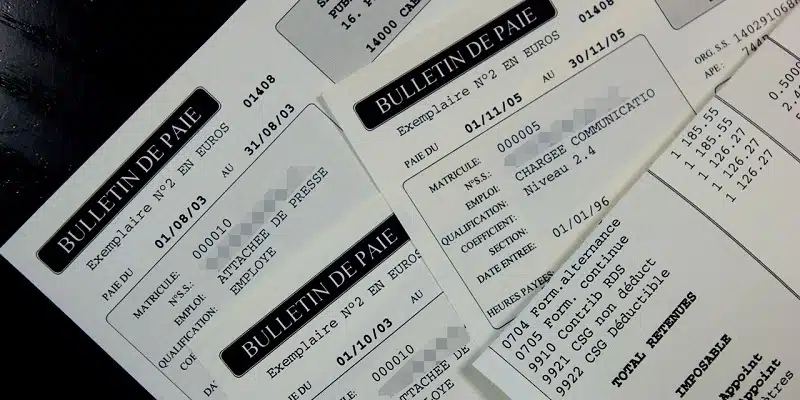 BULLETIN DE PAIE
Exemplaire N°2 EN EUROS
01408
PAIE DU 01/08/03 AU 31/08/03
MATRICULE: 000010
N°S.S.:
EMPLOI: ATTACHEE DE PRESSE
QUALIFICATION: EMPLOYE
BULLETIN DE PAIE
Exemplaire N°2 EN EUROS
01/10/03 AU
000010
ATTACHEE DE
EMPLOYE
16.
14000
BULLETIN DE PAIE
Exemplaire N°2 EN EUROS
01408
PAIE DU 01/11/05 AU 30/11/05
MATRICULE: 000005
N°S.S.:
EMPLOI: CHARGEE COMMUNICATIO
QUALIFICATION: Niveau 2.4
COEFFICIENT:
SECTION:
DATE ENTREE: 01/01/96
HEURES PAYEES
ORG.S.S. 140291068
APE:
0.5000
1 185.55
1 185.55
1 126.27
1 126.27
1 126.27
0704 Form.alternance
0705 Form. continue
9910 Contrib RDS
9921 CSG non déduct
9922 CSG Déductible
TOTAL RETENUES
IMPOSABLE